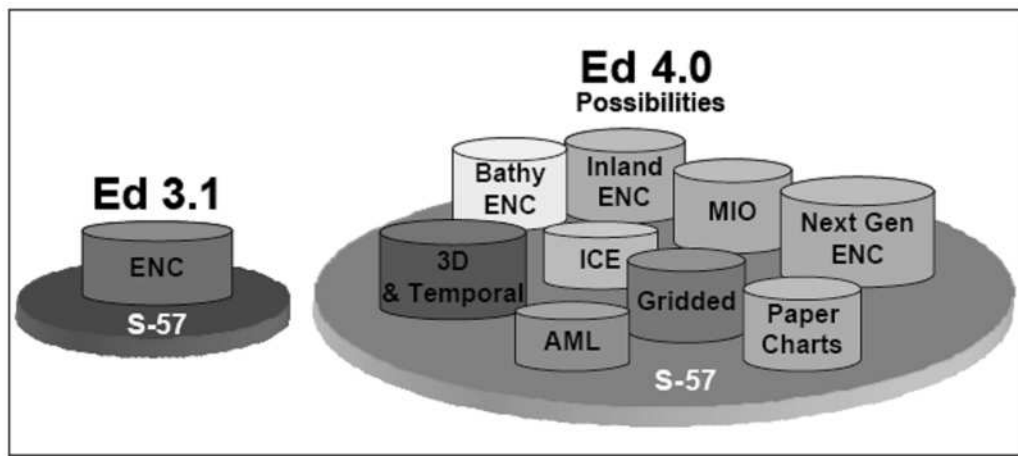 Ed 3.1
ENC
S-57
Ed 4.0
Possibilities
Bathy
ENC
Inland
ENC
MIO
Next Gen
ENC
3D
& Temporal
ICE
Gridded
AML
Paper
Charts
S-57